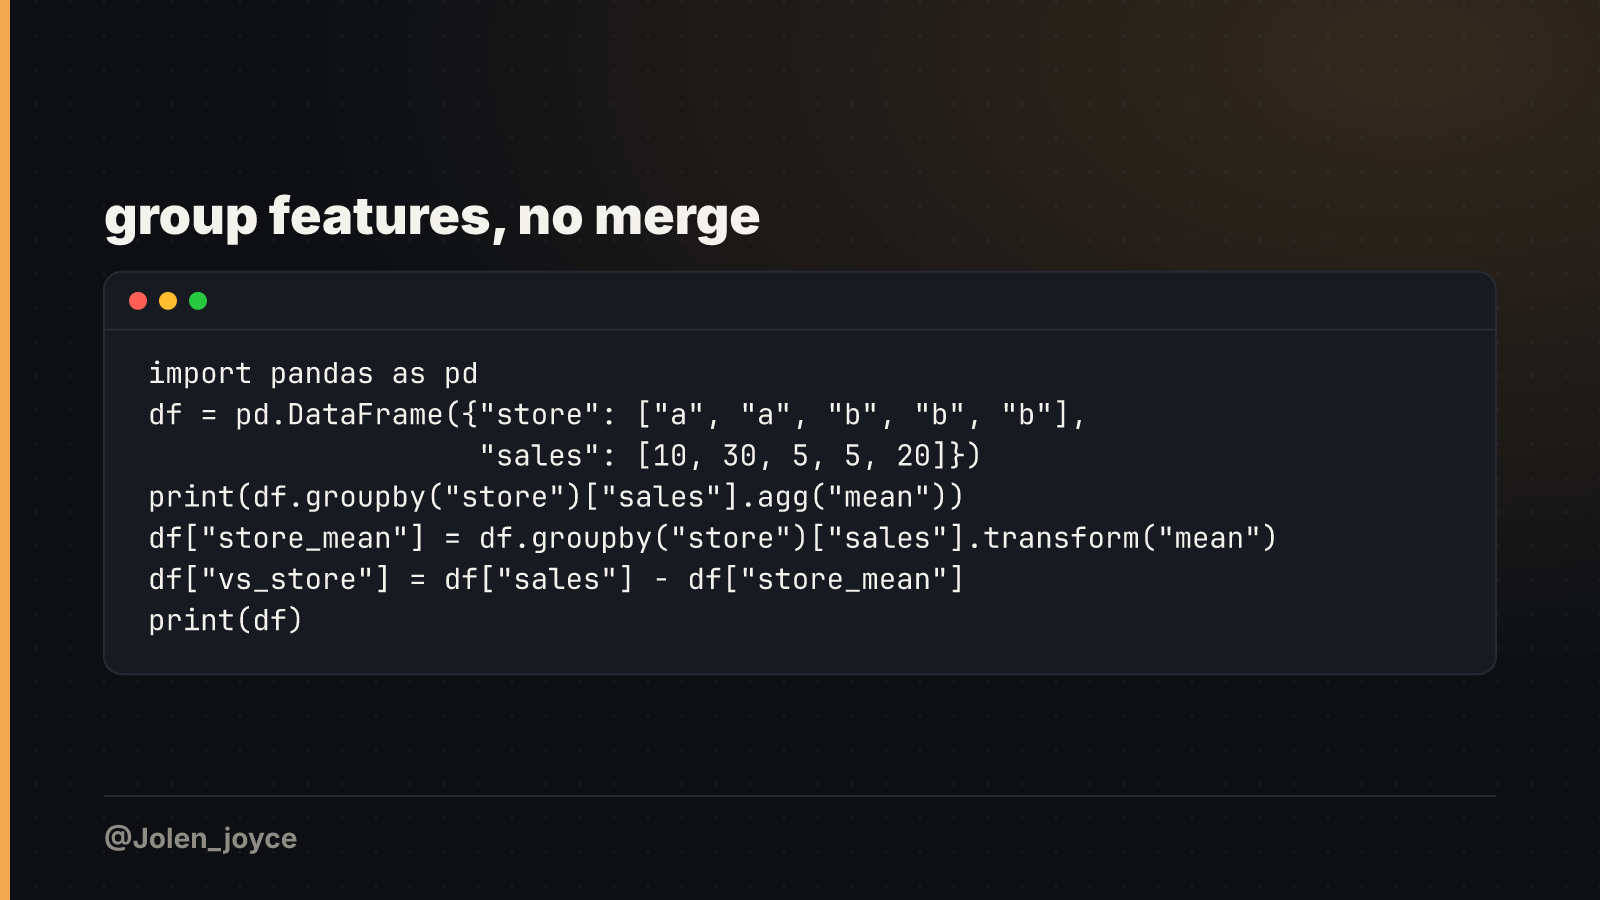 group features, no merge
import pandas as pd
df = pd.DataFrame({"store": ["a", "a", "b", "b", "b"],
                   "sales": [10, 30, 5, 5, 20]})
print(df.groupby("store")["sales"].agg("mean"))
df["store_mean"] = df.groupby("store")["sales"].transform("mean")
df["vs_store"] = df["sales"] - df["store_mean"]
print(df)
@Jolen_joyce